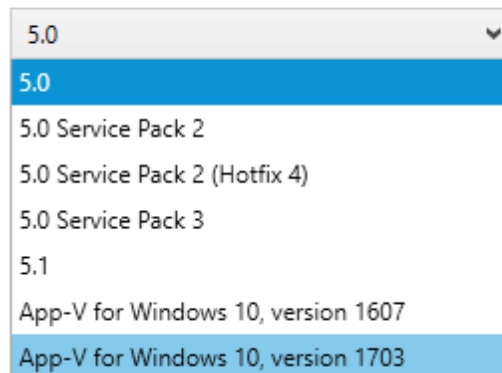 5.0
5.0
5.0 Service Pack 2
5.0 Service Pack 2 (Hotfix 4)
5.0 Service Pack 3
5.1
App-V for Windows 10, version 1607
App-V for Windows 10, version 1703